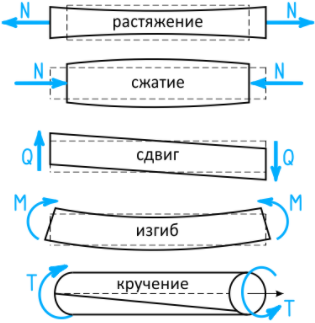 N растяжение N
N сжатие N
Q сдвиг Q
M изгиб M
T кручение T